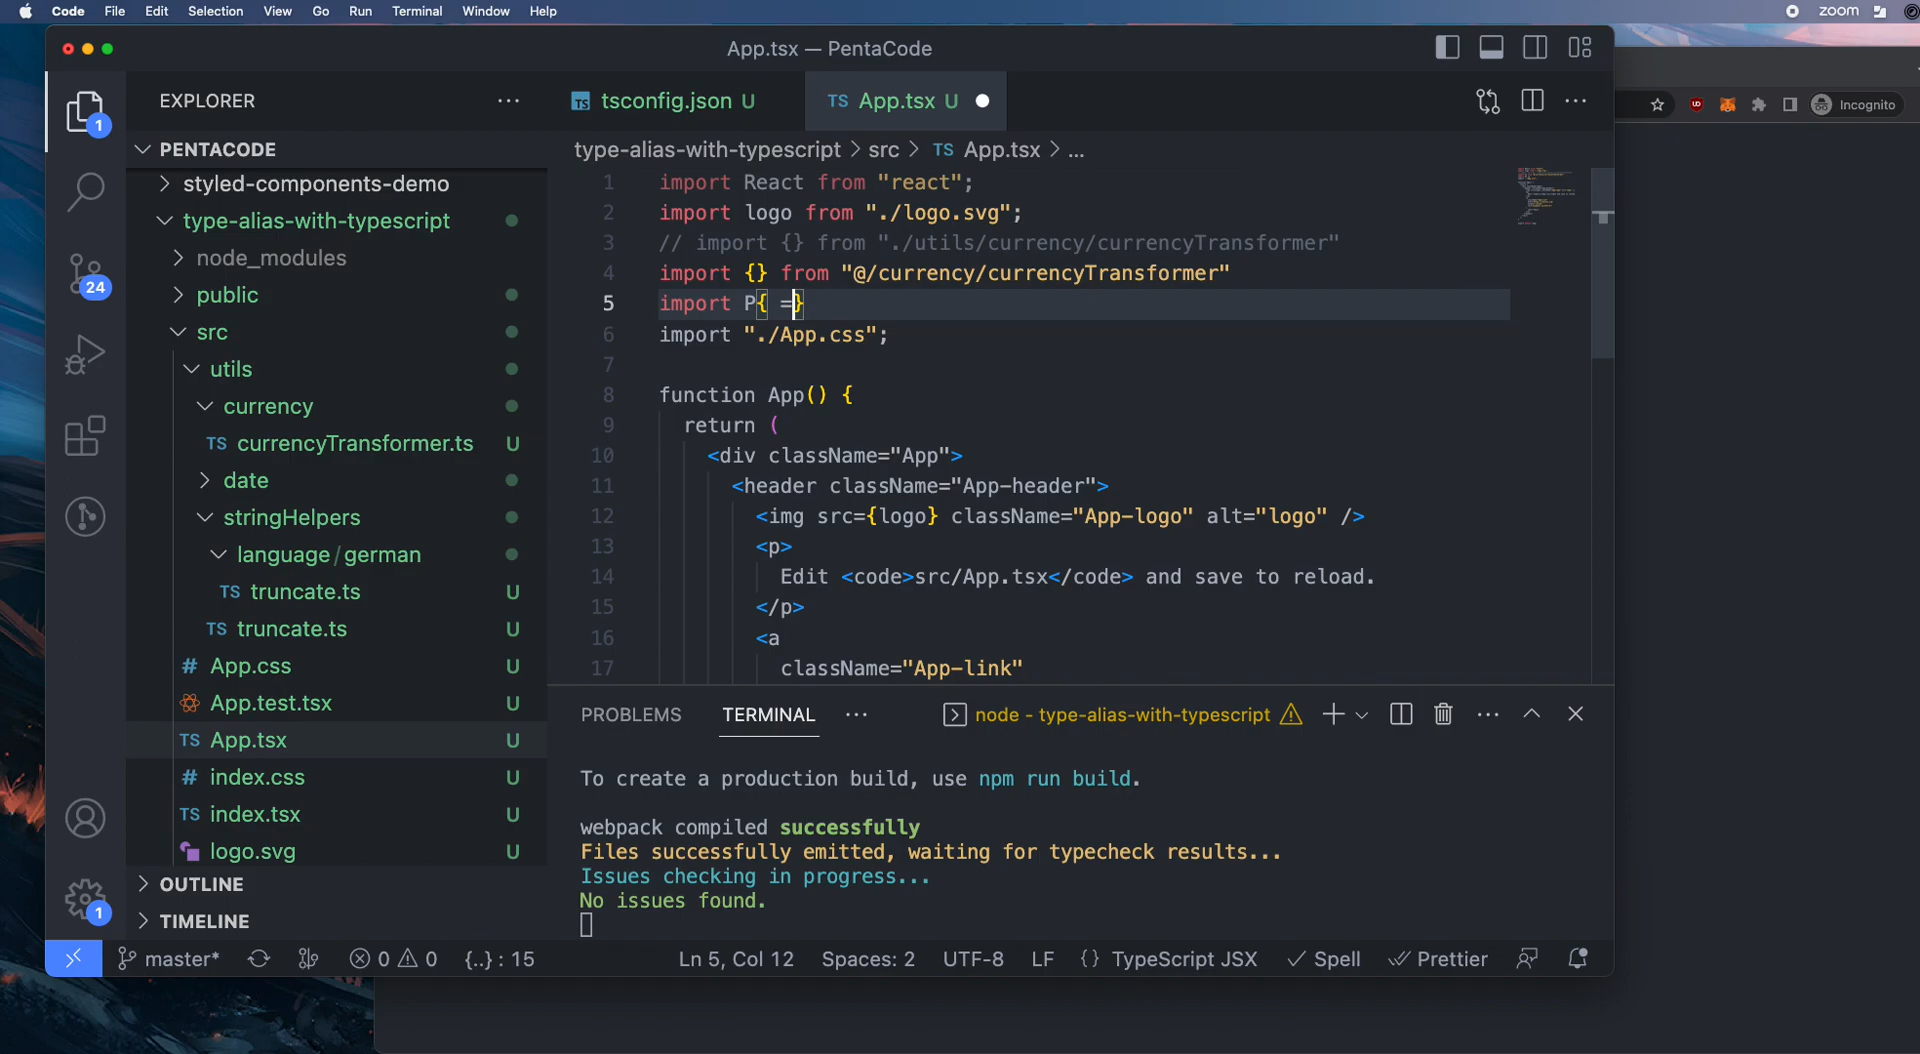 Code File Edit Selection View Go Run Terminal Window Help zoom
App.tsx — PentaCode
EXPLORER
tsconfig.json U
TS App.tsx U
Incognito
PENTACODE
type-alias-with-typescript > src > TS App.tsx > ...
styled-components-demo
type-alias-with-typescript
node_modules
public
src
utils
currency
TS currencyTransformer.ts U
date
stringHelpers
language/german
TS truncate.ts U
TS truncate.ts U
# App.css U
App.test.tsx U
TS App.tsx U
# index.css U
TS index.tsx U
logo.svg U
OUTLINE
TIMELINE
1
24
1
1 import React from "react";
2 import logo from "./logo.svg";
3 // import {} from "./utils/currency/currencyTransformer"
4 import {} from "@/currency/currencyTransformer"
5 import P{ =}
6 import "./App.css";
7
8 function App() {
9 return (
10 <div className="App">
11 <header className="App-header">
12 <img src={logo} className="App-logo" alt="logo" />
13 <p>
14 Edit <code>src/App.tsx</code> and save to reload.
15 </p>
16 <a
17 className="App-link"
PROBLEMS TERMINAL ... node - type-alias-with-typescript
To create a production build, use npm run build.
webpack compiled successfully
Files successfully emitted, waiting for typecheck results...
Issues checking in progress...
No issues found.
master* 0 0 {..} : 15 Ln 5, Col 12 Spaces: 2 UTF-8 LF {} TypeScript JSX Spell Prettier